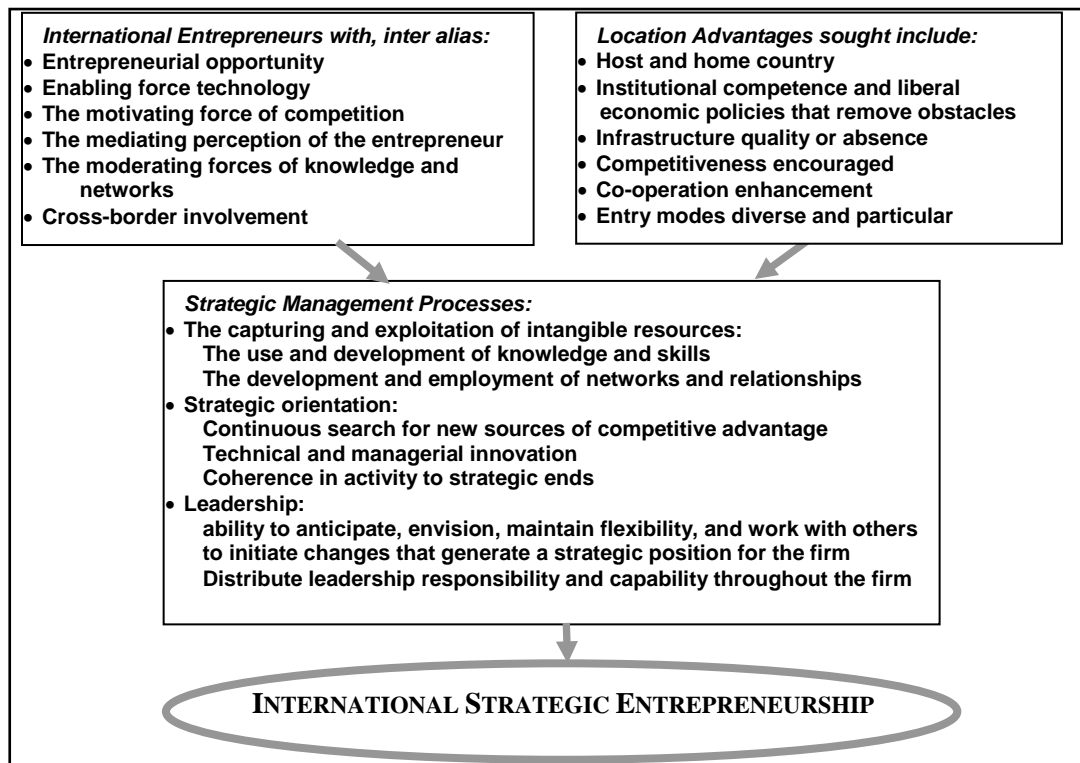 International Entrepreneurs with, inter alias:
• Entrepreneurial opportunity
• Enabling force technology
• The motivating force of competition
• The mediating perception of the entrepreneur
• The moderating forces of knowledge and
networks
• Cross-border involvement
Location Advantages sought include:
• Host and home country
• Institutional competence and liberal
economic policies that remove obstacles
• Infrastructure quality or absence
• Competitiveness encouraged
• Co-operation enhancement
• Entry modes diverse and particular
Strategic Management Processes:
• The capturing and exploitation of intangible resources:
The use and development of knowledge and skills
The development and employment of networks and relationships
• Strategic orientation:
Continuous search for new sources of competitive advantage
Technical and managerial innovation
Coherence in activity to strategic ends
• Leadership:
ability to anticipate, envision, maintain flexibility, and work with others
to initiate changes that generate a strategic position for the firm
Distribute leadership responsibility and capability throughout the firm
INTERNATIONAL STRATEGIC ENTREPRENEURSHIP